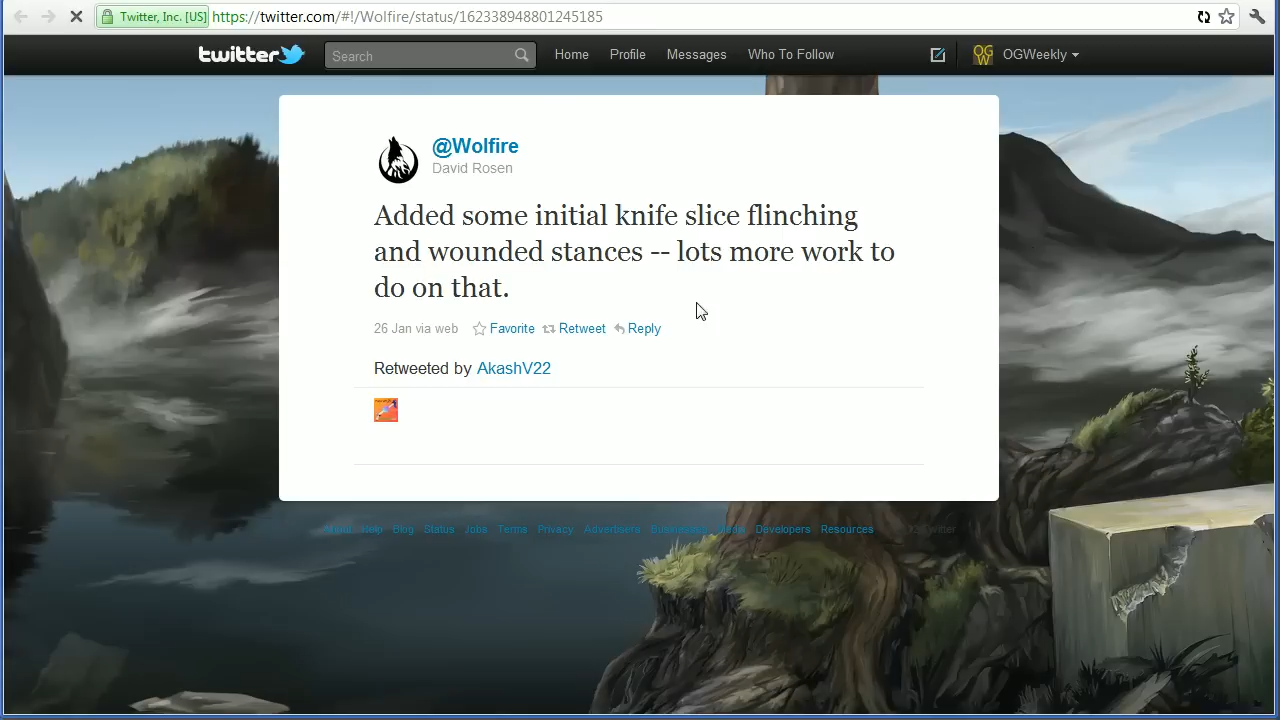 Twitter, Inc. [US] https://twitter.com/#!/Wolfire/status/162338948801245185
twitter Search Home Profile Messages Who To Follow OGW OGWeekly
@Wolfire
David Rosen
Added some initial knife slice flinching
and wounded stances -- lots more work to
do on that.
26 Jan via web Favorite Retweet Reply
Retweeted by AkashV22
About Help Blog Status Jobs Terms Privacy Advertisers Businesses Media Developers Resources Twitter